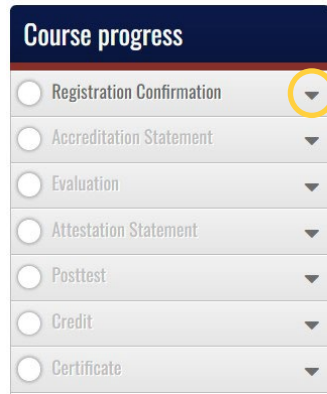 Course progress
Registration Confirmation
Accreditation Statement
Evaluation
Attestation Statement
Posttest
Credit
Certificate